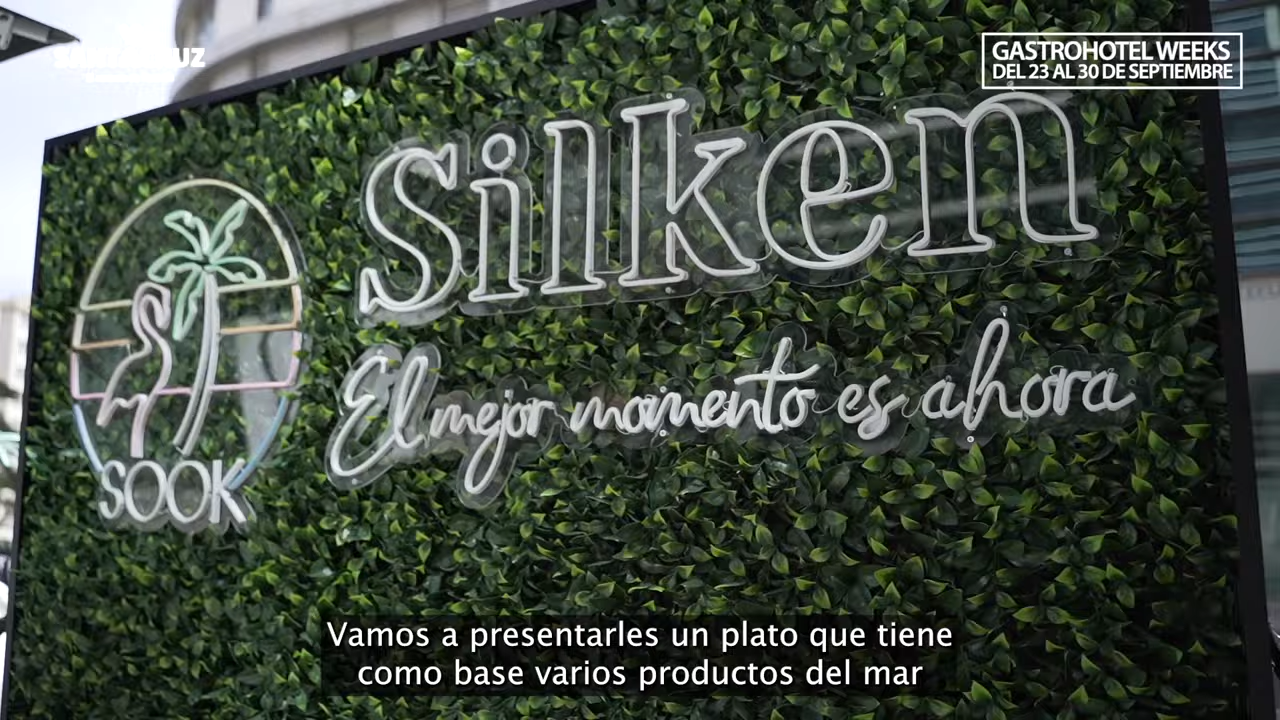 GASTROHOTEL WEEKS
DEL 23 AL 30 DE SEPTIEMBRE
Silken
El mejor momento es ahora
SOOK
Vamos a presentarles un plato que tiene
como base varios productos del mar